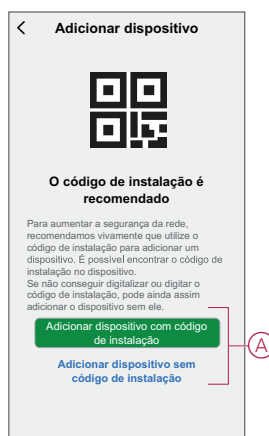 Adicionar dispositivo
O código de instalação é
recomendado
Para aumentar a segurança da rede,
recomendamos vivamente que utilize o
código de instalação para adicionar um
dispositivo. É possível encontrar o código de
instalação no dispositivo.
Se não conseguir digitalizar ou digitar o
código de instalação, pode ainda assim
adicionar o dispositivo sem ele.
Adicionar dispositivo com código
de instalação
A
Adicionar dispositivo sem
código de instalação